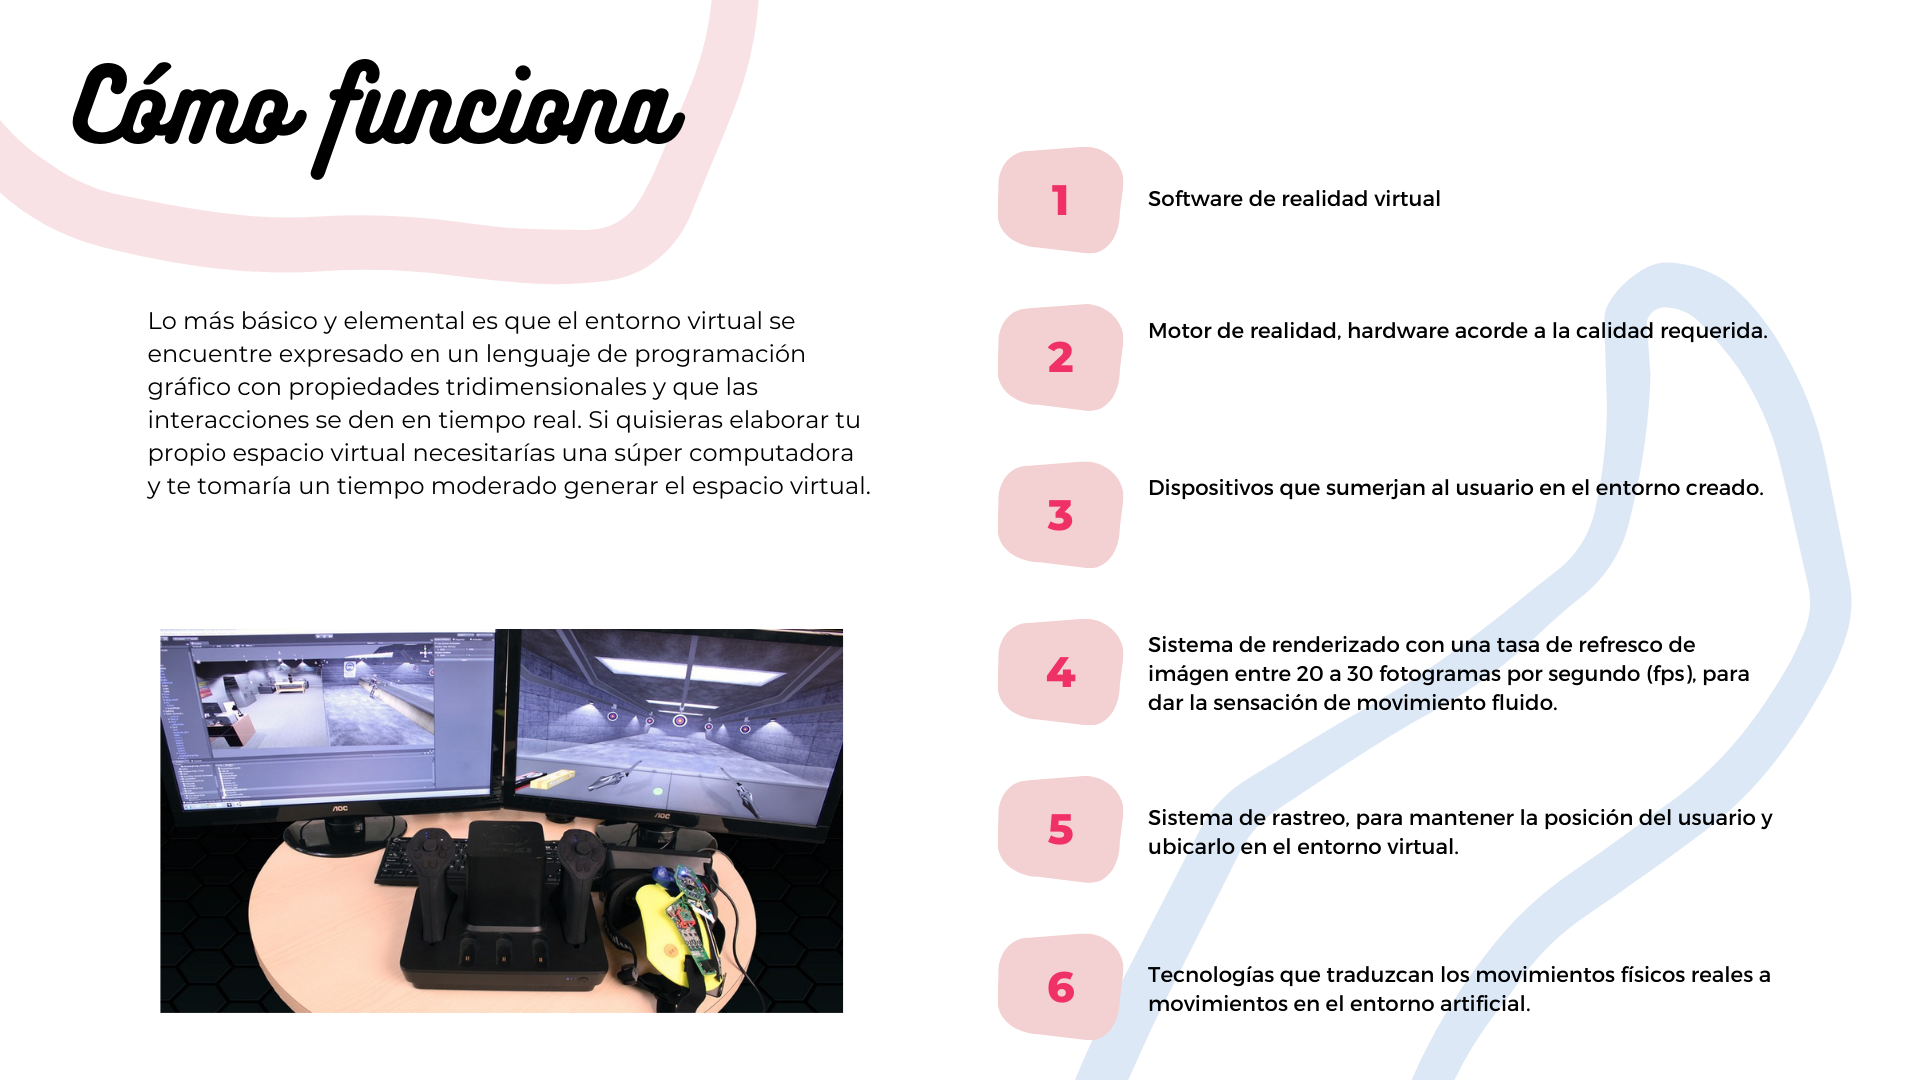 Cómo funciona
Lo más básico y elemental es que el entorno virtual se
encuentre expresado en un lenguaje de programación
gráfico con propiedades tridimensionales y que las
interacciones se den en tiempo real. Si quisieras elaborar tu
propio espacio virtual necesitarías una súper computadora
y te tomaría un tiempo moderado generar el espacio virtual.
AOC
AOC
1
Software de realidad virtual
2
Motor de realidad, hardware acorde a la calidad requerida.
3
Dispositivos que sumerjan al usuario en el entorno creado.
4
Sistema de renderizado con una tasa de refresco de
imágen entre 20 a 30 fotogramas por segundo (fps), para
dar la sensación de movimiento fluido.
5
Sistema de rastreo, para mantener la posición del usuario y
ubicarlo en el entorno virtual.
6
Tecnologías que traduzcan los movimientos físicos reales a
movimientos en el entorno artificial.